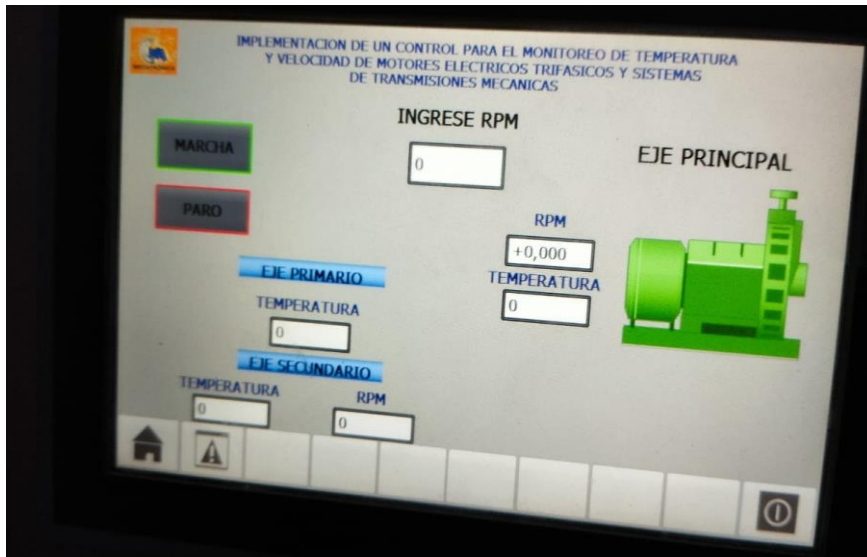 IMPLEMENTACION DE UN CONTROL PARA EL MONITOREO DE TEMPERATURA
Y VELOCIDAD DE MOTORES ELECTRICOS TRIFASICOS Y SISTEMAS
DE TRANSMISIONES MECANICAS
INGRESE RPM
0
MARCHA
PARO
EJE PRINCIPAL
RPM
+0,000
TEMPERATURA
0
EJE PRIMARIO
TEMPERATURA
0
EJE SECUNDARIO
TEMPERATURA
0
RPM
0